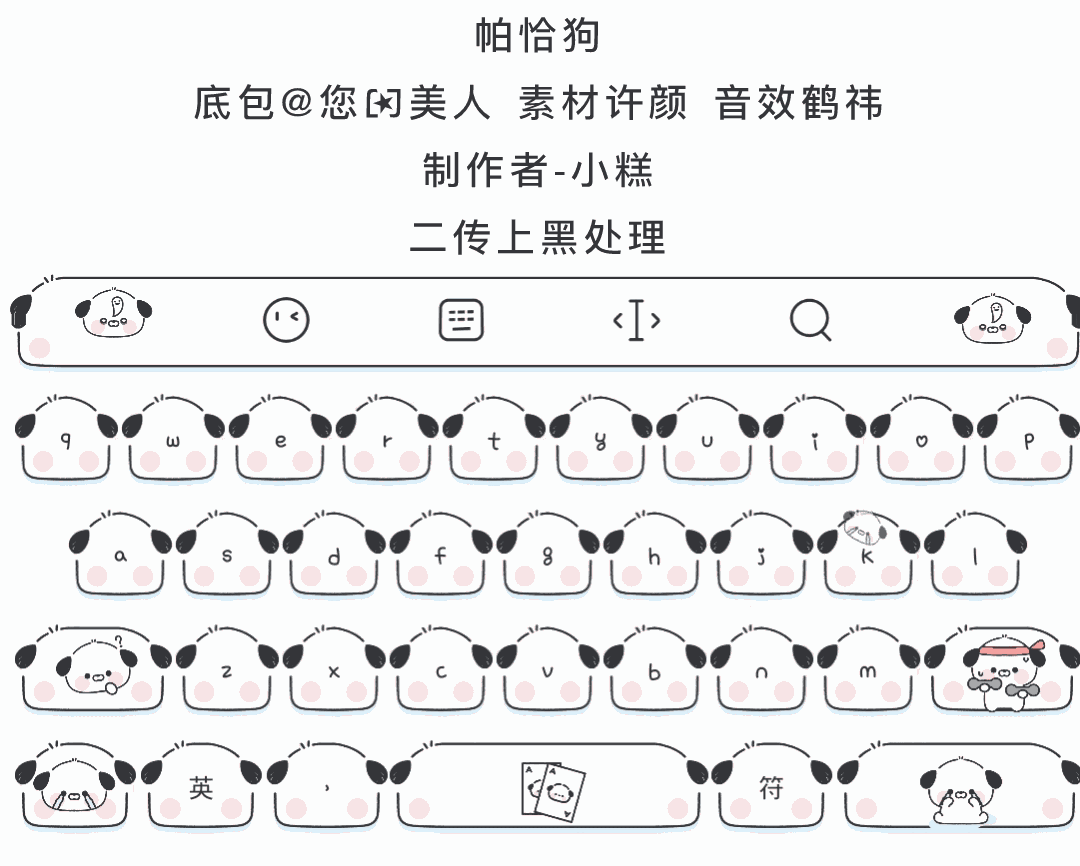 帕恰狗
底包@您闪美人 素材许颜 音效鹤祎
制作者-小糕
二传上黑处理
q w e r t y u i p
a s d f g h j k l
?
z x c v b n m
英 , A A A 符